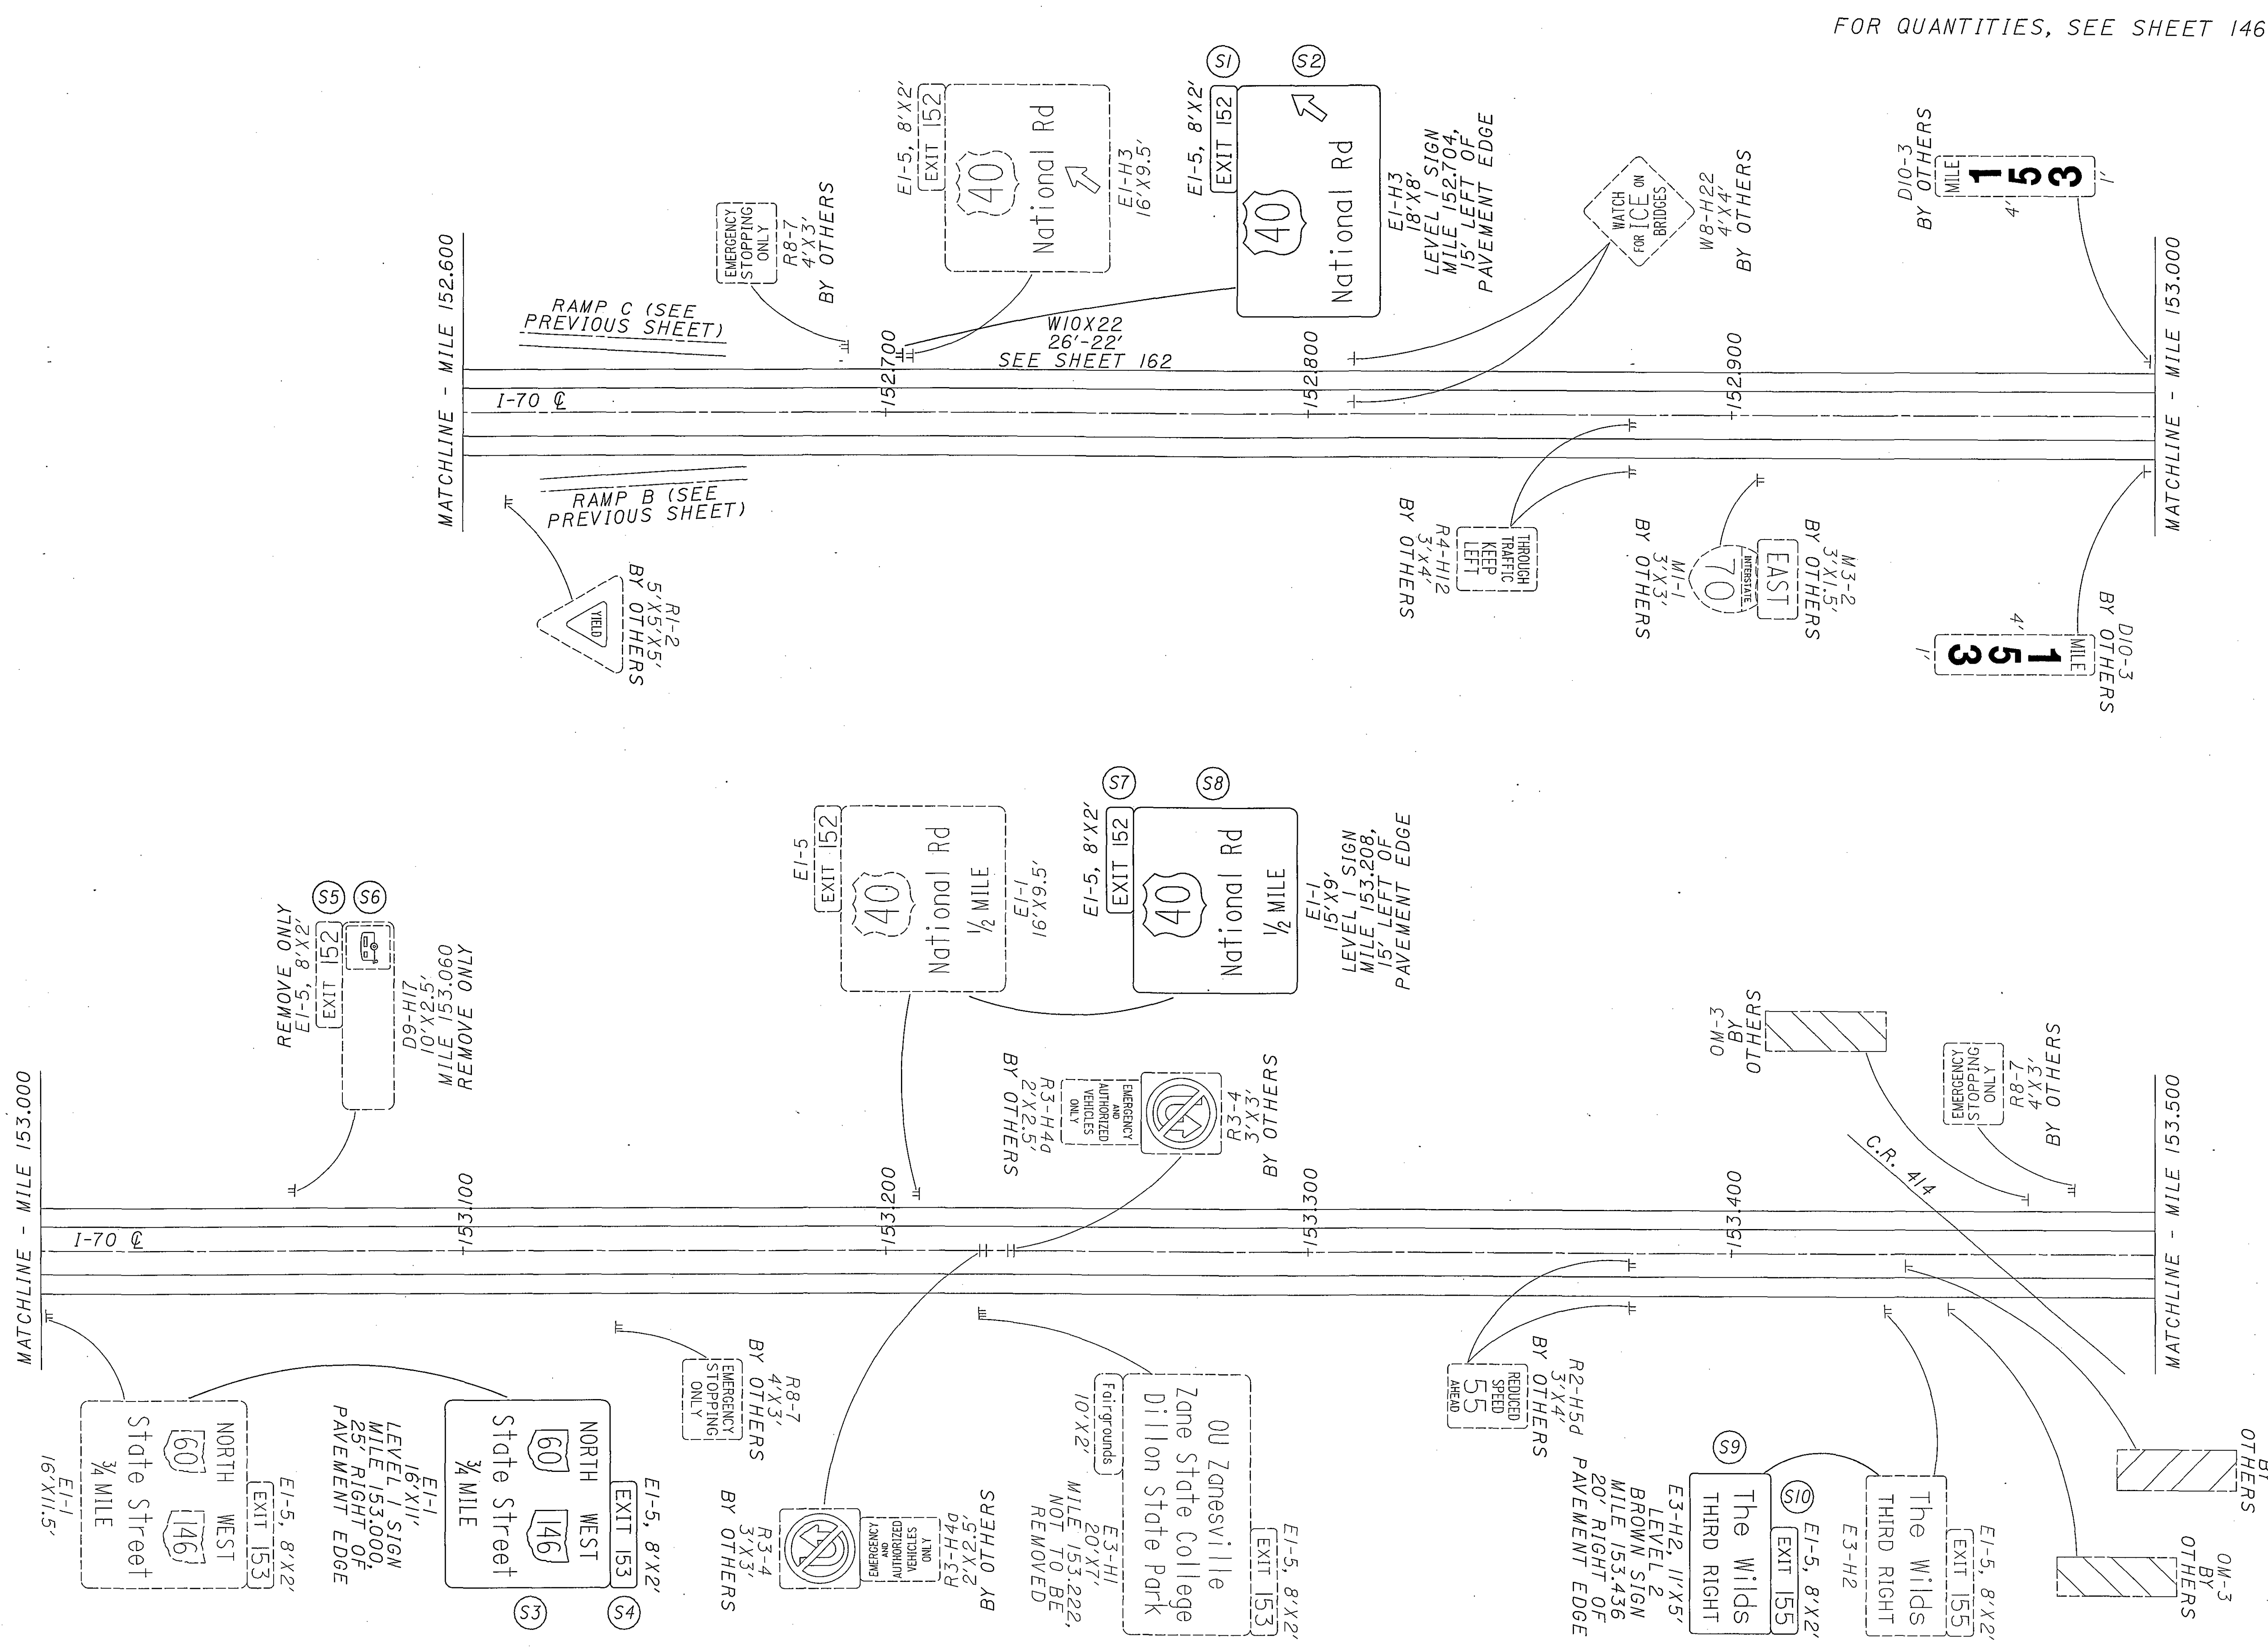 FOR QUANTITIES, SEE SHEET 146
MATCHLINE - MILE 152.600
RAMP C (SEE
PREVIOUS SHEET)
EMERGENCY
STOPPING
ONLY
R8-7
4'X3'
BY OTHERS
E1-5, 8'X2'
EXIT 152
40
National Rd
E1-H3
16'X9.5'
S1
S2
E1-5, 8'X2'
EXIT 152
40
National Rd
E1-H3
18'X8'
LEVEL 1 SIGN
MILE 152.704,
15' LEFT OF
PAVEMENT EDGE
W10X22
26'-22'
SEE SHEET 162
WATCH
FOR ICE ON
BRIDGES
W8-H22
4'X4'
BY OTHERS
D10-3
BY OTHERS
MILE
153
4'
1'
MATCHLINE - MILE 153.000
I-70 ℄
152.700
152.800
152.900
RAMP B (SEE
PREVIOUS SHEET)
YIELD
R1-2
5'X5'X5'
BY OTHERS
THROUGH
TRAFFIC
KEEP
LEFT
R4-H12
3'X4'
BY OTHERS
M3-2
3'X1.5'
BY OTHERS
EAST
INTERSTATE
70
M1-1
3'X3'
BY OTHERS
D10-3
BY OTHERS
MILE
153
4'
1'
MATCHLINE - MILE 153.000
S5
S6
REMOVE ONLY
E1-5, 8'X2'
EXIT 152
D9-H17
10'X2.5'
MILE 153.060
REMOVE ONLY
E1-5
EXIT 152
40
National Rd
1/2 MILE
E1-1
16'X9.5'
S7
S8
E1-5, 8'X2'
EXIT 152
40
National Rd
1/2 MILE
E1-1
15'X9'
LEVEL 1 SIGN
MILE 153.208,
15' LEFT OF
PAVEMENT EDGE
R3-4
3'X3'
BY OTHERS
EMERGENCY
AND
AUTHORIZED
VEHICLES
ONLY
R3-H4a
2'X2.5'
BY OTHERS
OM-3
BY
OTHERS
EMERGENCY
STOPPING
ONLY
R8-7
4'X3'
BY OTHERS
C.R. 414
MATCHLINE - MILE 153.500
I-70 ℄
153.100
153.200
153.300
153.400
EXIT 153
E1-5, 8'X2'
NORTH WEST
60 146
State Street
3/4 MILE
E1-1
16'X11.5'
E1-5, 8'X2'
EXIT 153
NORTH WEST
60 146
State Street
3/4 MILE
E1-1
16'X11'
LEVEL 1 SIGN
MILE 153.000,
25' RIGHT OF
PAVEMENT EDGE
S3
S4
R8-7
4'X3'
BY OTHERS
EMERGENCY
STOPPING
ONLY
R3-4
3'X3'
BY OTHERS
EMERGENCY
AND
AUTHORIZED
VEHICLES
ONLY
R3-H4a
2'X2.5'
BY OTHERS
E1-5, 8'X2'
EXIT 153
OU Zanesville
Zane State College
Dillon State Park
Fairgrounds
10'X2'
E3-H1
20'X7'
MILE 153.222,
NOT TO BE
REMOVED
REDUCED
SPEED
55
AHEAD
R2-H5d
3'X4'
BY OTHERS
S9
S10
E1-5, 8'X2'
EXIT 155
The Wilds
THIRD RIGHT
E3-H2, 11'X5'
LEVEL 2
BROWN SIGN
MILE 153.436
20' RIGHT OF
PAVEMENT EDGE
E1-5, 8'X2'
EXIT 155
The Wilds
THIRD RIGHT
E3-H2
BY
OTHERS
OM-3
BY
OTHERS